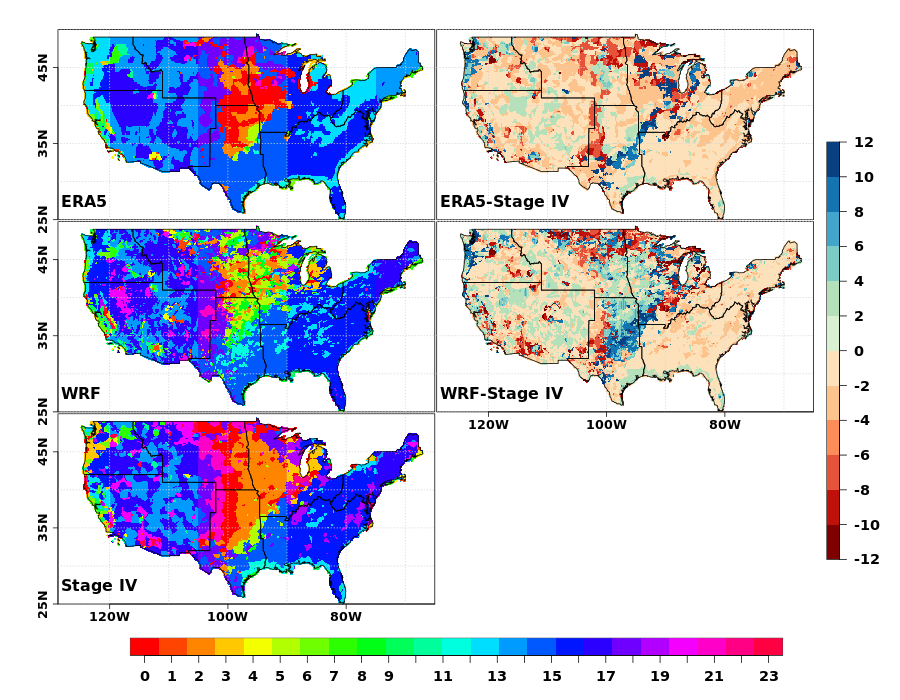 45N
35N
25N
ERA5
ERA5-Stage IV
45N
35N
25N
WRF
WRF-Stage IV
120W 100W 80W
45N
35N
25N
Stage IV
120W 100W 80W
12
10
8
6
4
2
0
-2
-4
-6
-8
-10
-12
0 1 2 3 4 5 6 7 8 9 11 13 15 17 19 21 23